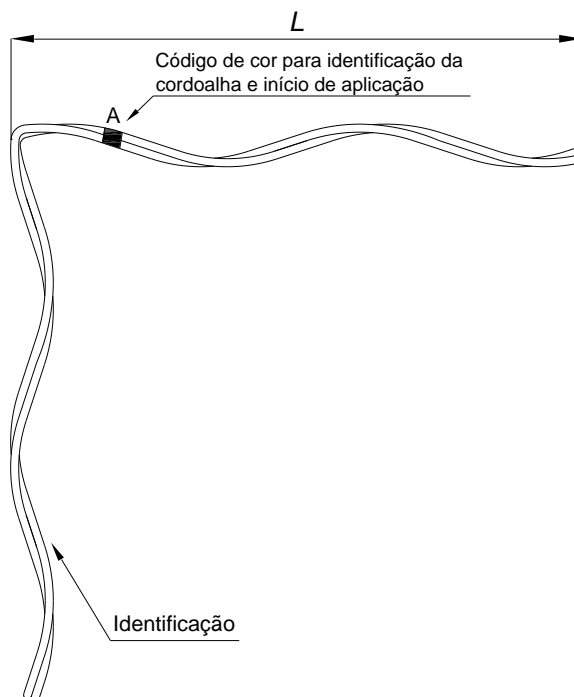 L
Código de cor para identificação da
cordoalha e início de aplicação
A
Identificação